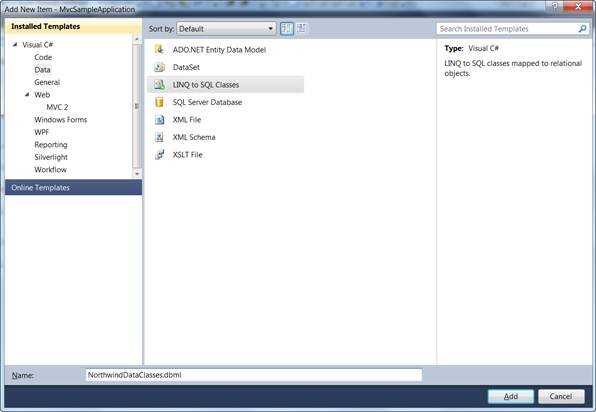 Add New Item - MvcSampleApplication
Installed Templates
Visual C#
Code
Data
General
Web
MVC 2
Windows Forms
WPF
Reporting
Silverlight
Workflow
Online Templates
Sort by: Default
ADO.NET Entity Data Model
DataSet
LINQ to SQL Classes
SQL Server Database
XML File
XML Schema
XSLT File
Search Installed Templates
Type: Visual C#
LINQ to SQL classes mapped to relational
objects.
Name: NorthwindDataClasses.dbml
Add Cancel